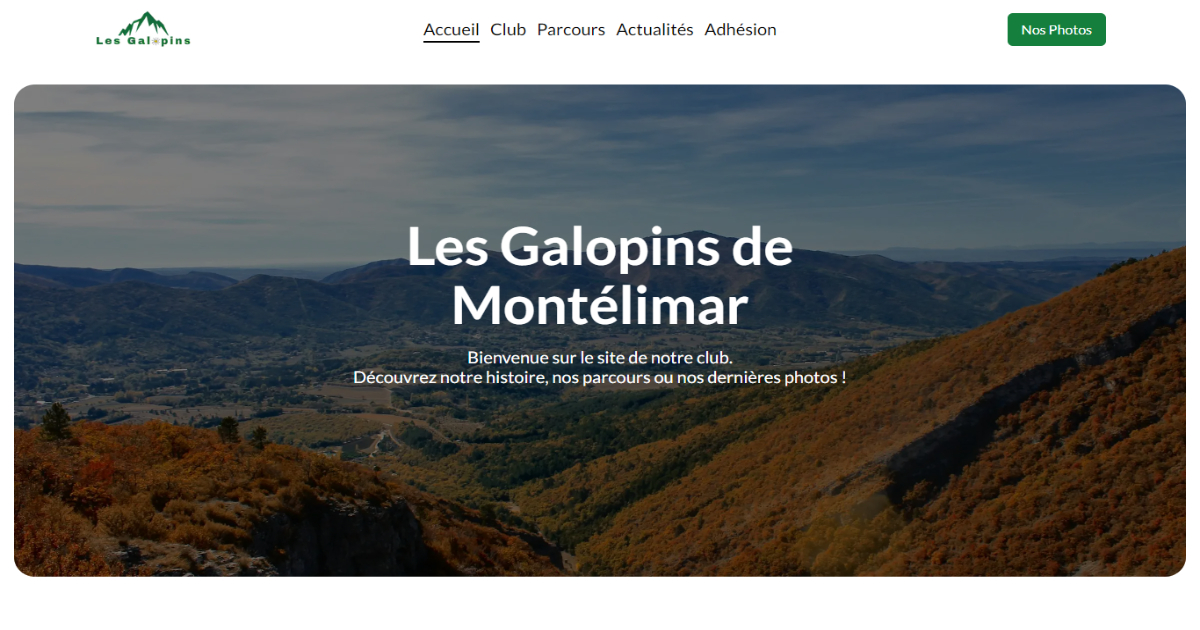 Les Galopins
Accueil Club Parcours Actualités Adhésion
Nos Photos
Les Galopins de
Montélimar
Bienvenue sur le site de notre club.
Découvrez notre histoire, nos parcours ou nos dernières photos !